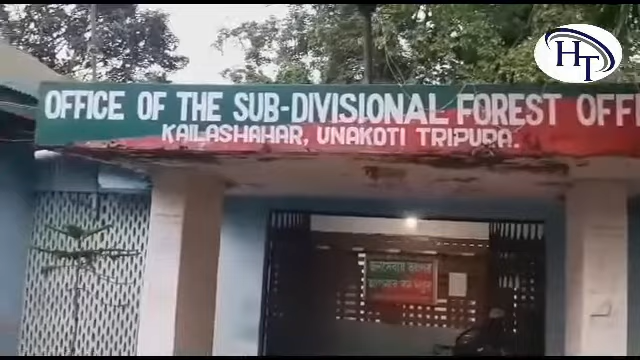 HT
OFFICE OF THE SUB-DIVISIONAL FOREST OFFI
KAILASHAHAR, UNAKOTI TRIPURA.